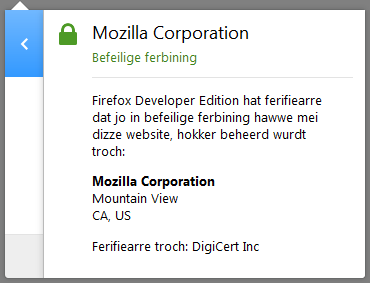 Mozilla Corporation
Befeilige ferbining
Firefox Developer Edition hat ferifiearre
dat jo in befeilige ferbining hawwe mei
dizze website, hokker beheerd wurdt
troch:
Mozilla Corporation
Mountain View
CA, US
Ferifiearre troch: DigiCert Inc